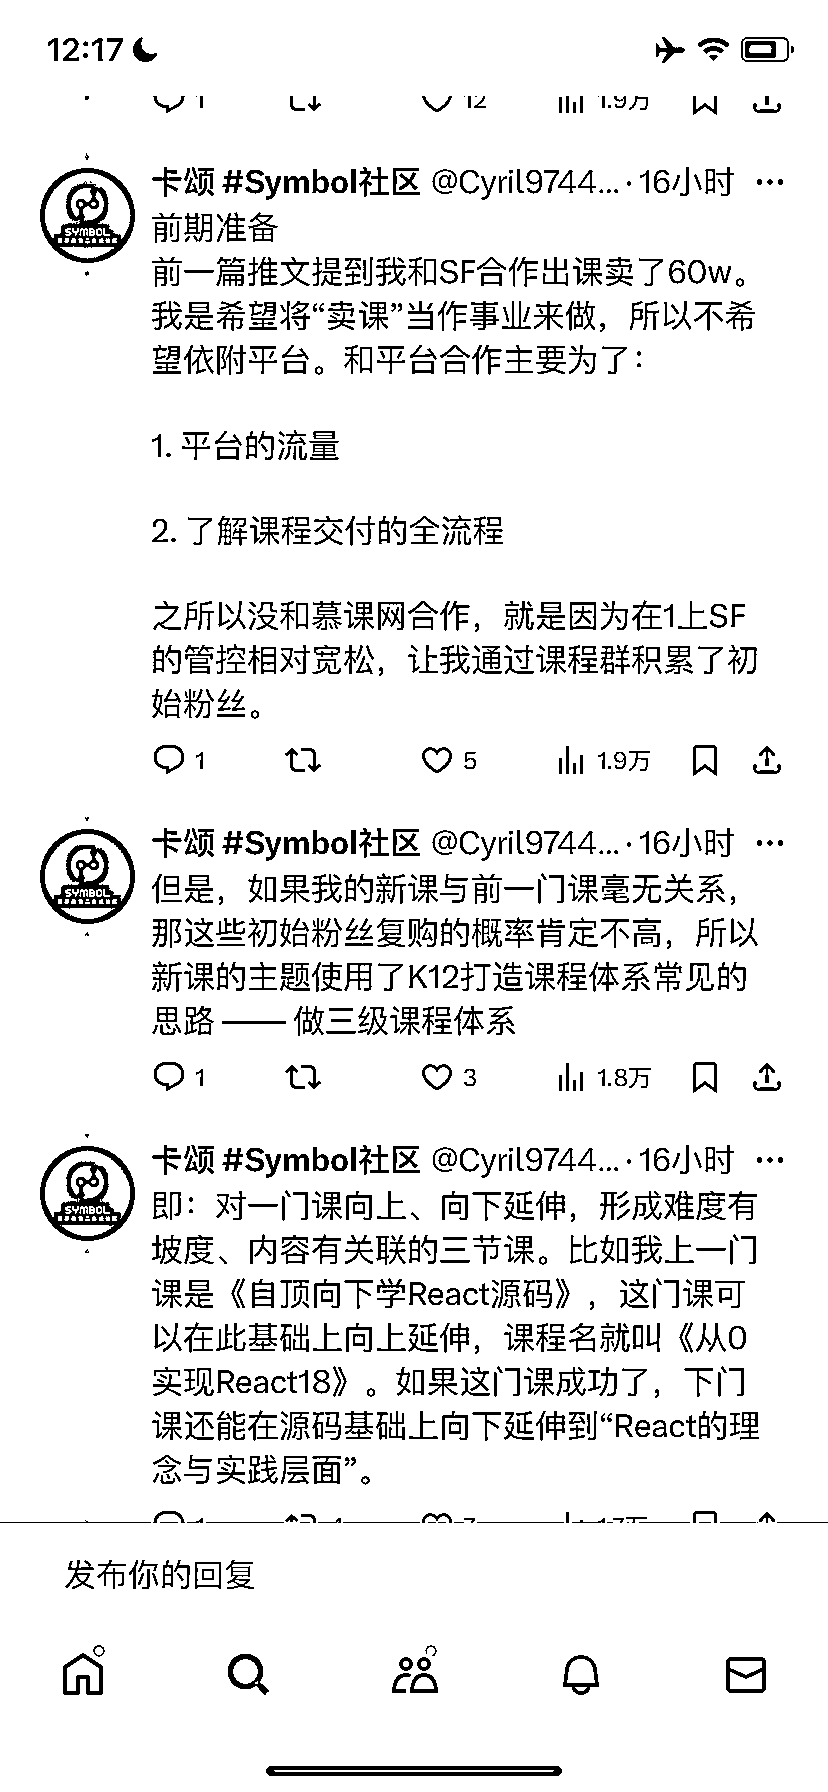 12:17
1 12 1.9万
卡颂 #Symbol社区 @Cyril9744... · 16小时
前期准备
前一篇推文提到我和SF合作出课卖了60w。
我是希望将“卖课”当作事业来做，所以不希
望依附平台。和平台合作主要为了：
1. 平台的流量
2. 了解课程交付的全流程
之所以没和慕课网合作，就是因为在1上SF
的管控相对宽松，让我通过课程群积累了初
始粉丝。
1 5 1.9万
卡颂 #Symbol社区 @Cyril9744... · 16小时
但是，如果我的新课与前一门课毫无关系，
那这些初始粉丝复购的概率肯定不高，所以
新课的主题使用了K12打造课程体系常见的
思路 —— 做三级课程体系
1 3 1.8万
卡颂 #Symbol社区 @Cyril9744... · 16小时
即：对一门课向上、向下延伸，形成难度有
坡度、内容有关联的三节课。比如我上一门
课是《自顶向下学React源码》，这门课可
以在此基础上向上延伸，课程名就叫《从0
实现React18》。如果这门课成功了，下门
课还能在源码基础上向下延伸到“React的理
念与实践层面”。
发布你的回复